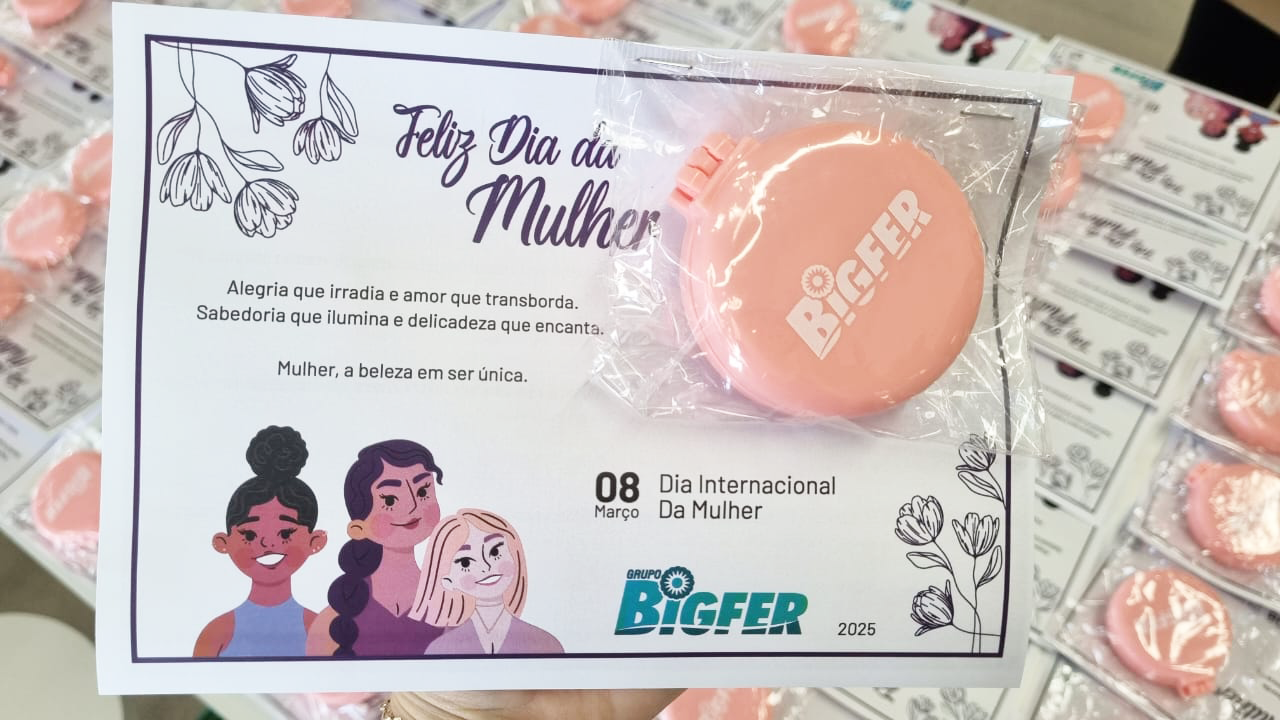 Feliz Dia da
Mulher
BIGFER
Alegria que irradia e amor que transborda.
Sabedoria que ilumina e delicadeza que encanta.
Mulher, a beleza em ser única.
08
Março
Dia Internacional
Da Mulher
GRUPO
BIGFER
2025